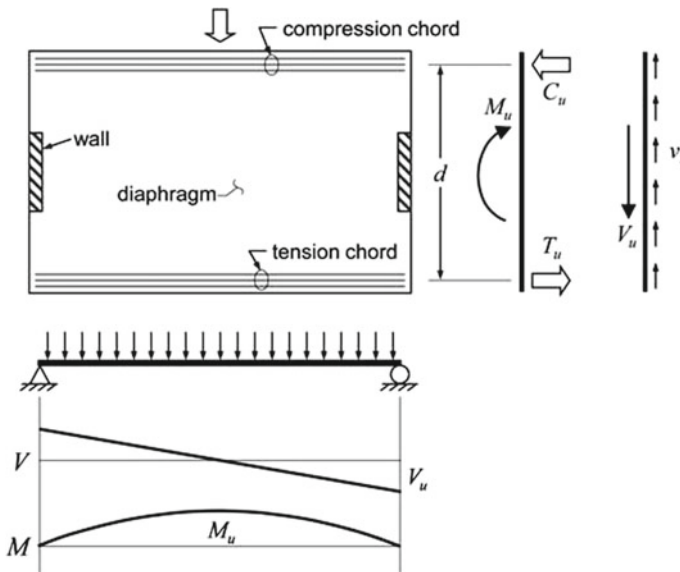 compression chord
wall
diaphragm
tension chord
d
M_u
C_u
T_u
V_u
v
V
V_u
M
M_u